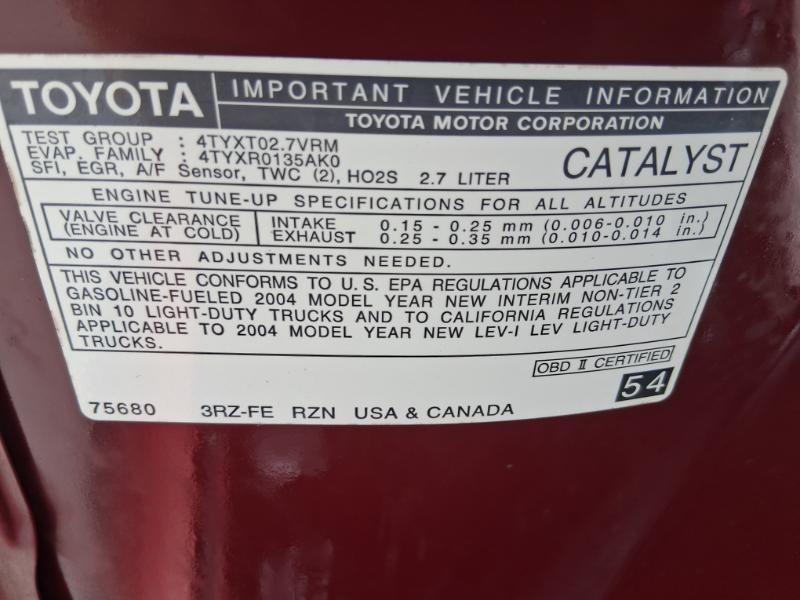 TOYOTA
IMPORTANT VEHICLE INFORMATION
TOYOTA MOTOR CORPORATION
TEST GROUP : 4TYXT02.7VRM
EVAP. FAMILY : 4TYXR0135AK0
SFI, EGR, A/F Sensor, TWC (2), HO2S 2.7 LITER
CATALYST
ENGINE TUNE-UP SPECIFICATIONS FOR ALL ALTITUDES
VALVE CLEARANCE
(ENGINE AT COLD)
INTAKE 0.15 - 0.25 mm (0.006-0.010 in.)
EXHAUST 0.25 - 0.35 mm (0.010-0.014 in.)
NO OTHER ADJUSTMENTS NEEDED.
THIS VEHICLE CONFORMS TO U.S. EPA REGULATIONS APPLICABLE TO
GASOLINE-FUELED 2004 MODEL YEAR NEW INTERIM NON-TIER 2
BIN 10 LIGHT-DUTY TRUCKS AND TO CALIFORNIA REGULATIONS
APPLICABLE TO 2004 MODEL YEAR NEW LEV-I LEV LIGHT-DUTY
TRUCKS.
OBD II CERTIFIED
54
75680 3RZ-FE RZN USA & CANADA